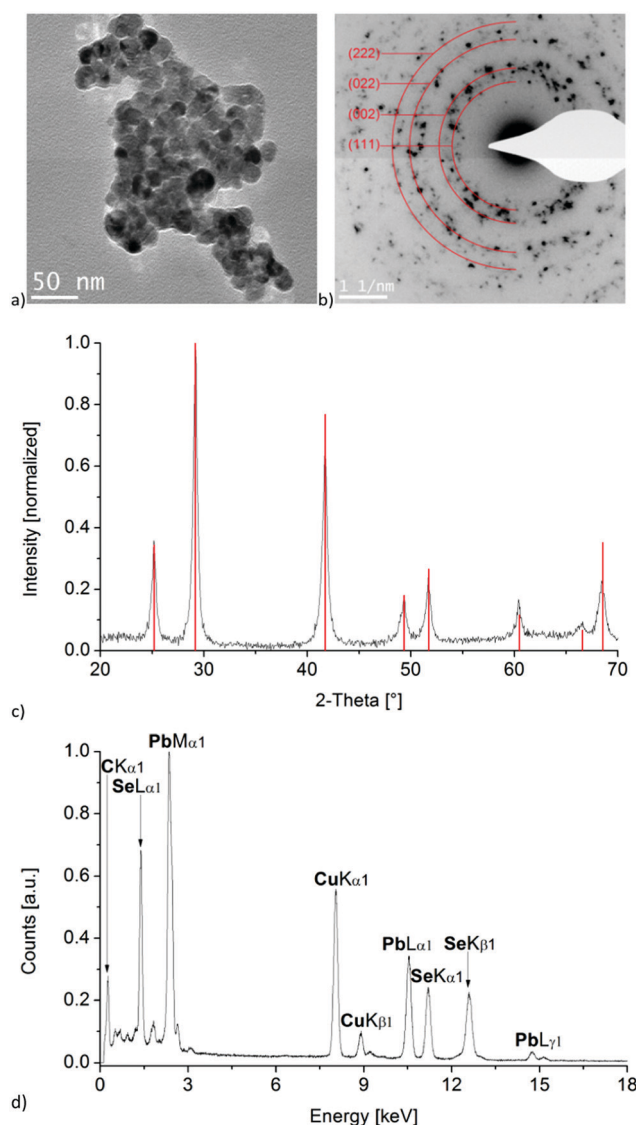 50 nm
a)
(222)
(022)
(002)
(111)
1 1/nm
b)
1.0
0.8
0.6
0.4
0.2
0.0
Intensity [normalized]
20 30 40 50 60 70
2-Theta [°]
c)
PbMα1
CKα1
SeLα1
CuKα1
CuKβ1
PbLα1
SeKα1
SeKβ1
PbLγ1
1.0
0.8
0.6
0.4
0.2
0.0
Counts [a.u.]
0 3 6 9 12 15 18
Energy [keV]
d)